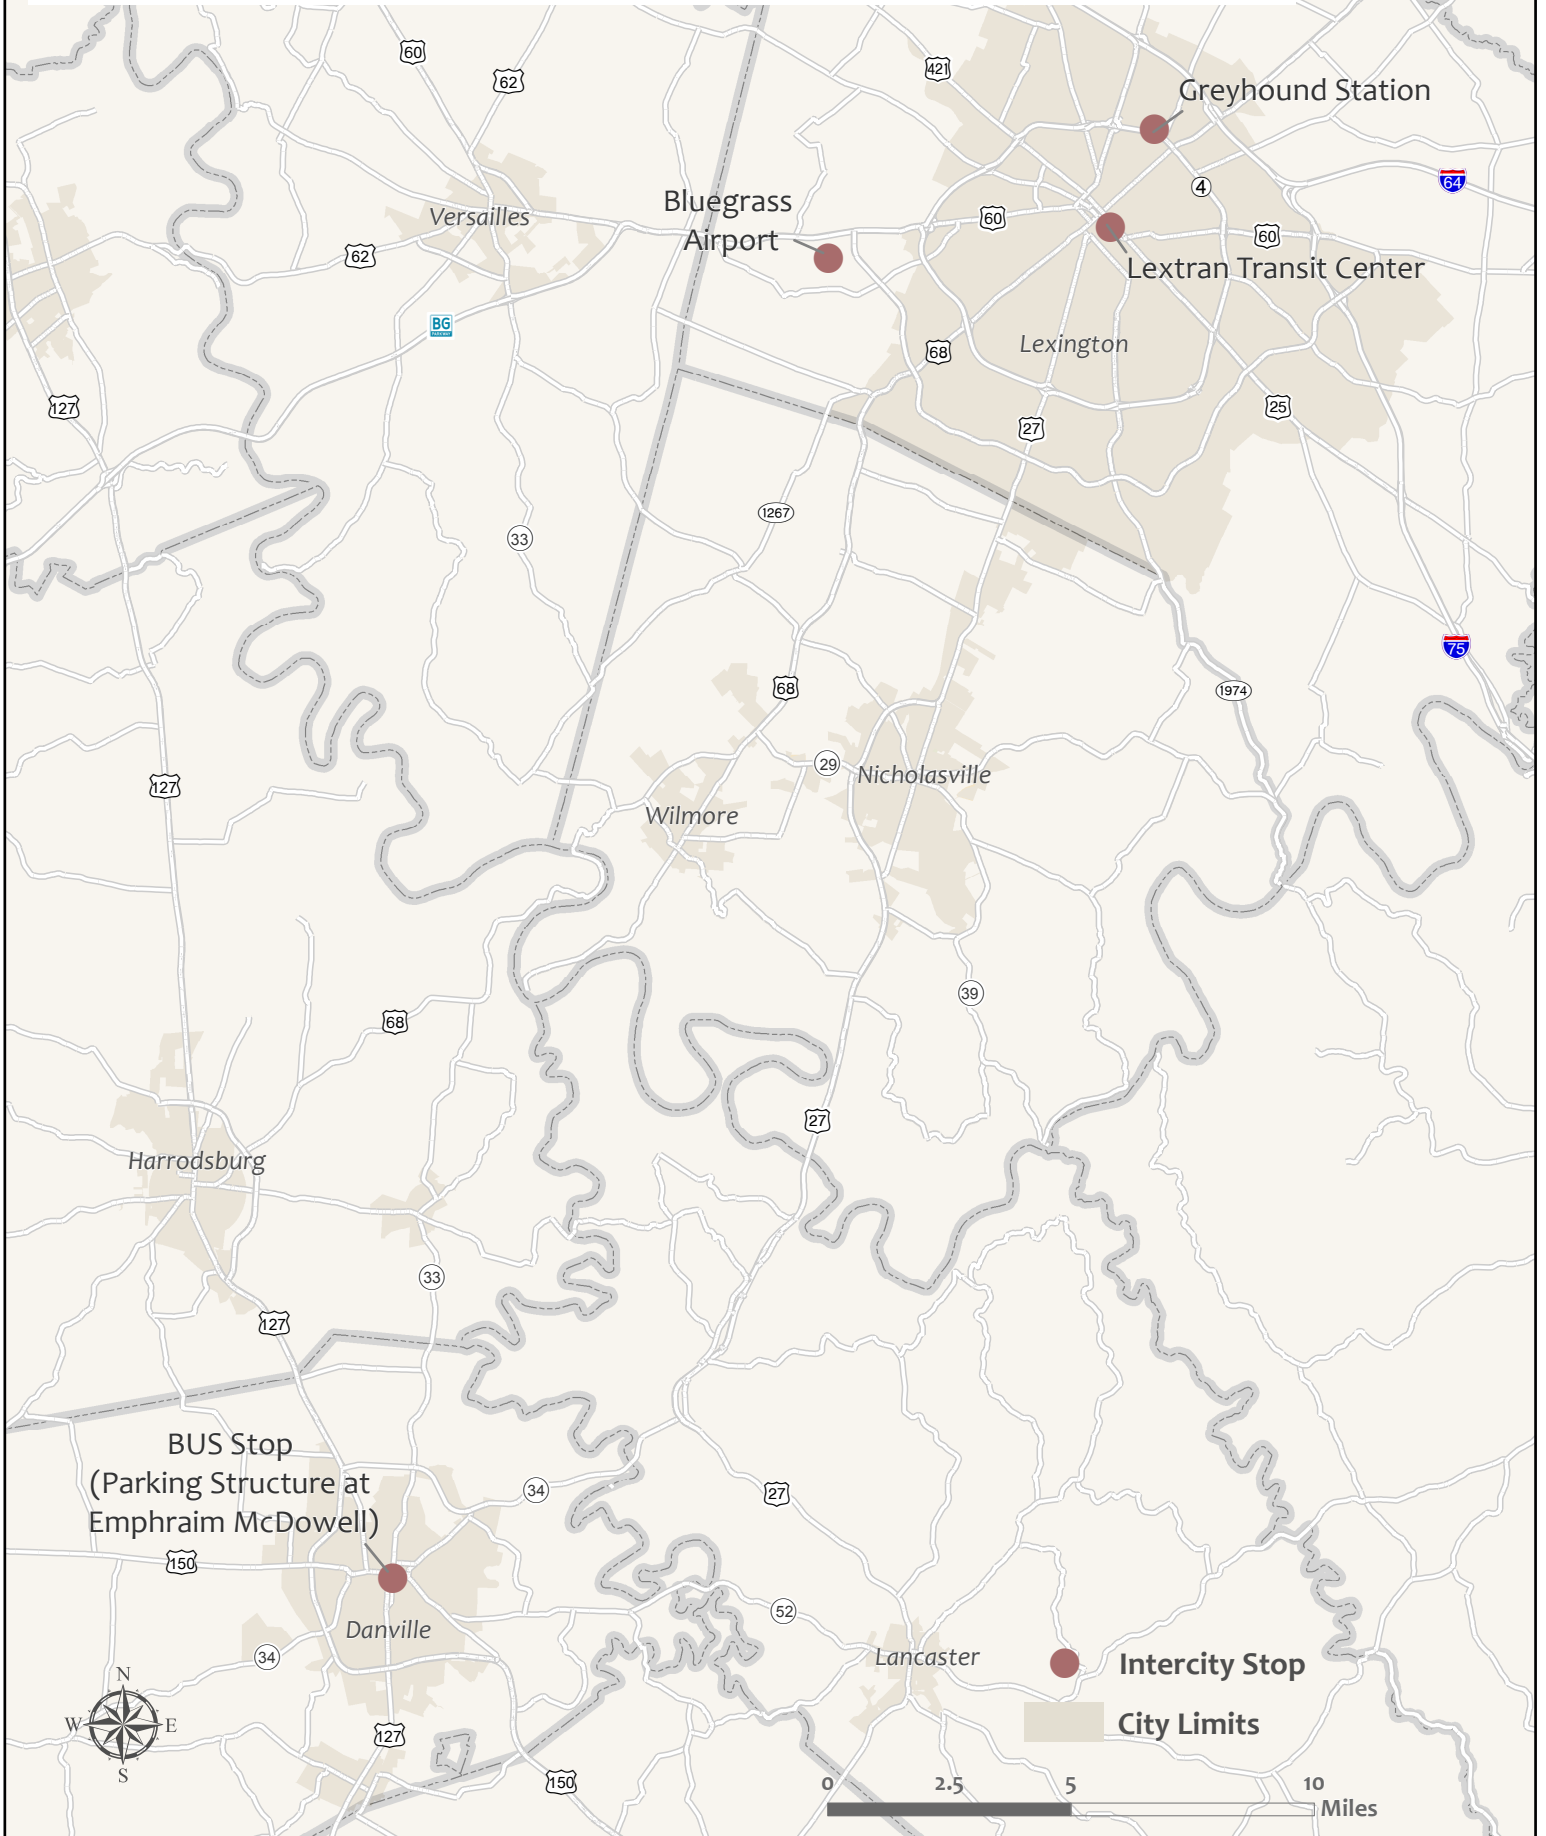 60
62
421
Greyhound Station
64
4
Bluegrass
Airport
Versailles
60
60
62
Lextran Transit Center
BG
PARKWAY
Lexington
68
127
25
27
1267
33
75
68
1974
29
Nicholasville
127
Wilmore
39
68
27
Harrodsburg
33
127
BUS Stop
(Parking Structure at
Emphraim McDowell)
34
27
150
52
Danville
34
Lancaster
Intercity Stop
City Limits
N
W
E
S
127
150
0
2.5
5
10
Miles